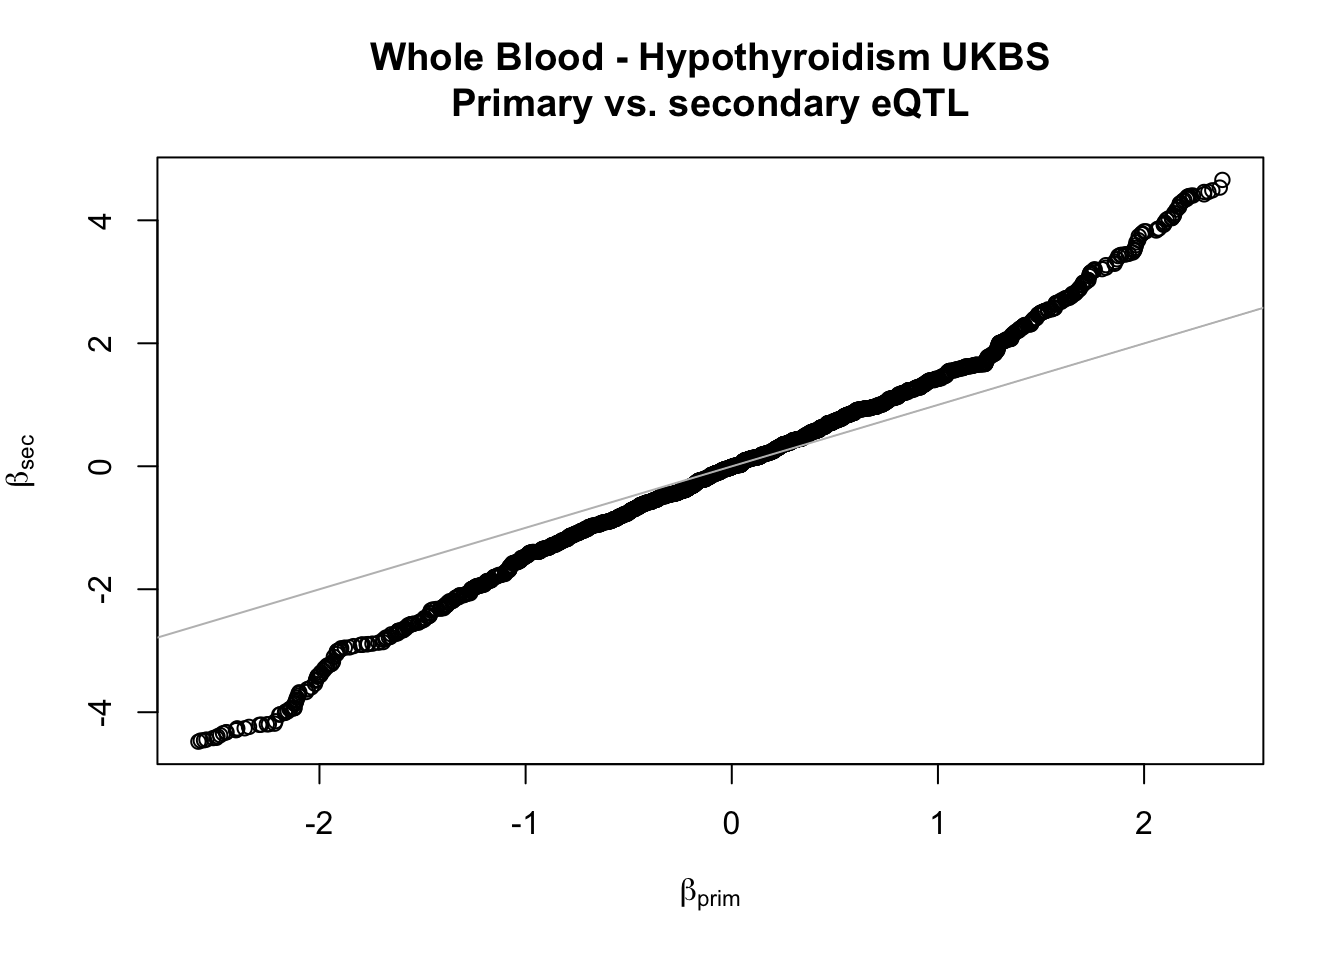 Whole Blood - Hypothyroidism UKBS
Primary vs. secondary eQTL
4
2
0
-2
-4
βsec
-2 -1 0 1 2
βprim